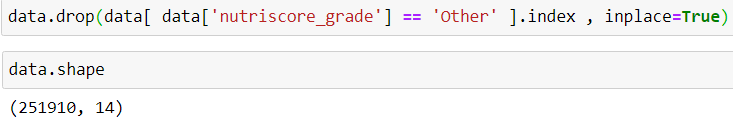 data.drop(data[ data['nutriscore_grade'] == 'Other' ].index , inplace=True)
data.shape
(251910, 14)